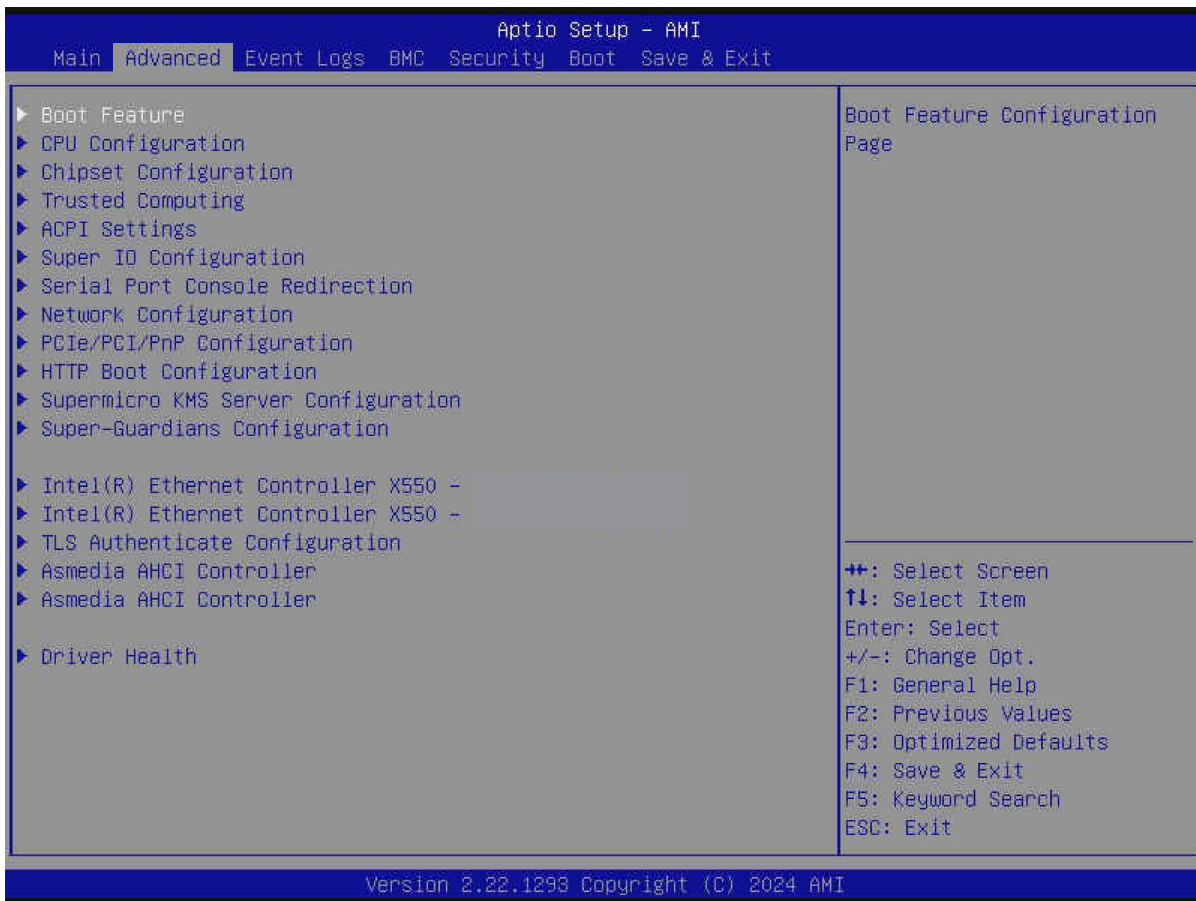 Aptio Setup - AMI
Main Advanced Event Logs BMC Security Boot Save & Exit
▶ Boot Feature
▶ CPU Configuration
▶ Chipset Configuration
▶ Trusted Computing
▶ ACPI Settings
▶ Super IO Configuration
▶ Serial Port Console Redirection
▶ Network Configuration
▶ PCIe/PCI/PnP Configuration
▶ HTTP Boot Configuration
▶ Supermicro KMS Server Configuration
▶ Super-Guardians Configuration
▶ Intel(R) Ethernet Controller X550 -
▶ Intel(R) Ethernet Controller X550 -
▶ TLS Authenticate Configuration
▶ Asmedia AHCI Controller
▶ Asmedia AHCI Controller
▶ Driver Health
Boot Feature Configuration
Page
→←: Select Screen
↑↓: Select Item
Enter: Select
+/-: Change Opt.
F1: General Help
F2: Previous Values
F3: Optimized Defaults
F4: Save & Exit
F5: Keyword Search
ESC: Exit
Version 2.22.1293 Copyright (C) 2024 AMI